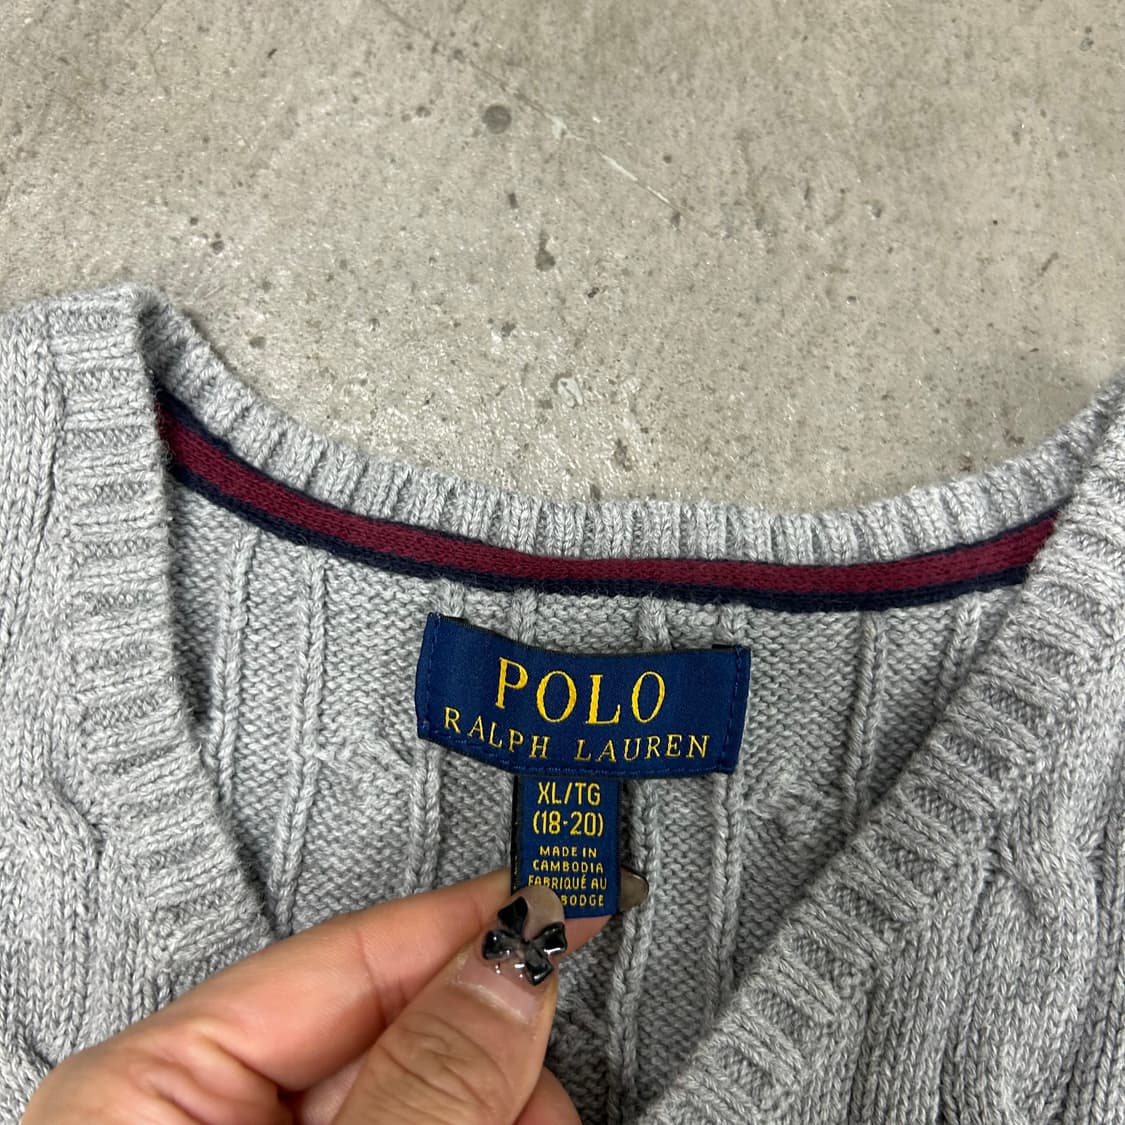 POLO
RALPH LAUREN
XL/TG
(18-20)
MADE IN
CAMBODIA
FABRIQUÉ AU